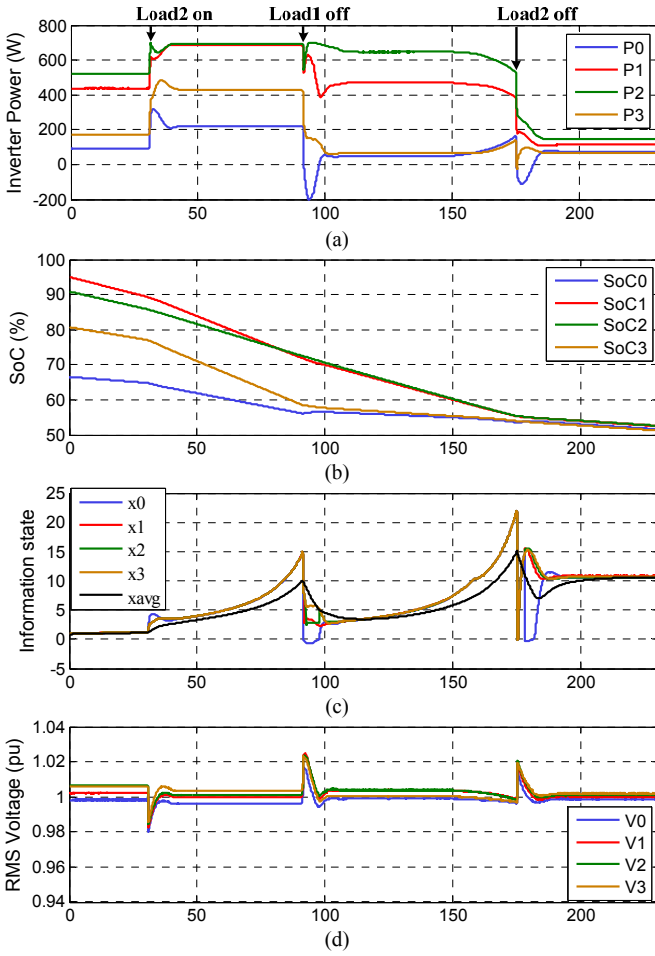 Load2 on
Load1 off
Load2 off
Inverter Power (W)
800
600
400
200
0
-200
P0
P1
P2
P3
0
50
100
150
200
(a)
SoC (%)
100
90
80
70
60
50
SoC0
SoC1
SoC2
SoC3
0
50
100
150
200
(b)
Information state
25
20
15
10
5
0
-5
x0
x1
x2
x3
xavg
0
50
100
150
200
(c)
RMS Voltage (pu)
1.04
1.02
1
0.98
0.96
0.94
V0
V1
V2
V3
0
50
100
150
200
(d)